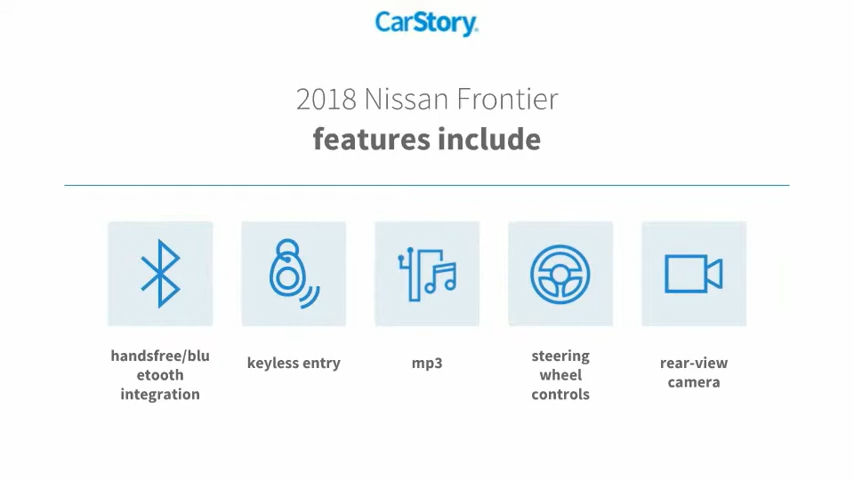 CarStory.
2018 Nissan Frontier
features include
handsfree/blu
etooth
integration
keyless entry
mp3
steering
wheel
controls
rear-view
camera